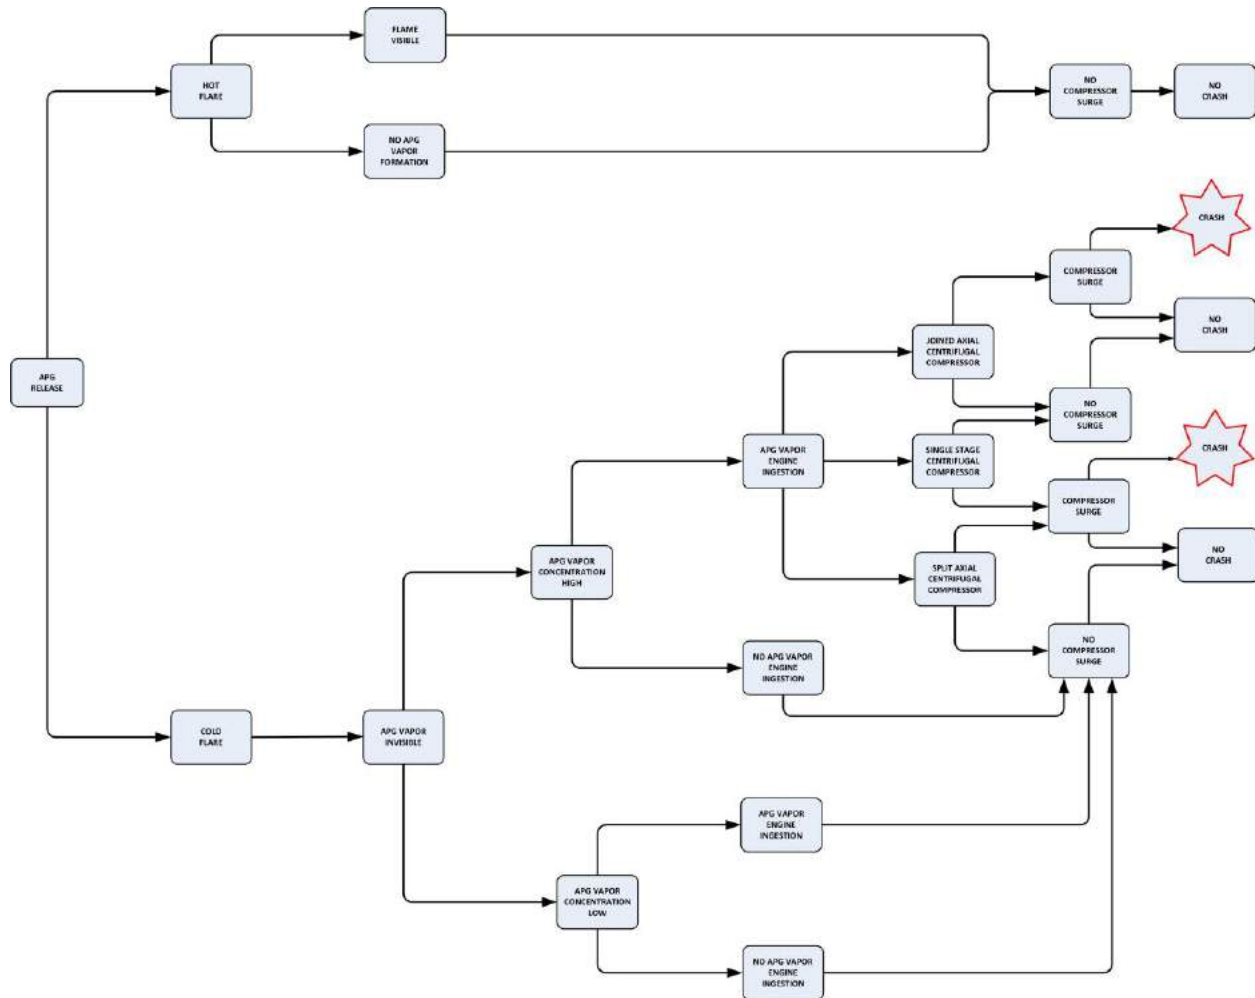 FLAME
VISIBLE
HOT
FLARE
NO
COMPRESSOR
SURGE
NO
CRASH
NO APG
VAPOR
FORMATION
CRASH
COMPRESSOR
SURGE
NO
CRASH
JOINED AXIAL
CENTRIFUGAL
COMPRESSOR
APG
RELEASE
NO
COMPRESSOR
SURGE
CRASH
APG VAPOR
ENGINE
INGESTION
SINGLE STAGE
CENTRIFUGAL
COMPRESSOR
COMPRESSOR
SURGE
NO
CRASH
APG VAPOR
CONCENTRATION
HIGH
SPLIT AXIAL
CENTRIFUGAL
COMPRESSOR
NO
COMPRESSOR
SURGE
NO APG VAPOR
ENGINE
INGESTION
COLD
FLARE
APG VAPOR
INVISIBLE
APG VAPOR
ENGINE
INGESTION
APG VAPOR
CONCENTRATION
LOW
NO APG VAPOR
ENGINE
INGESTION